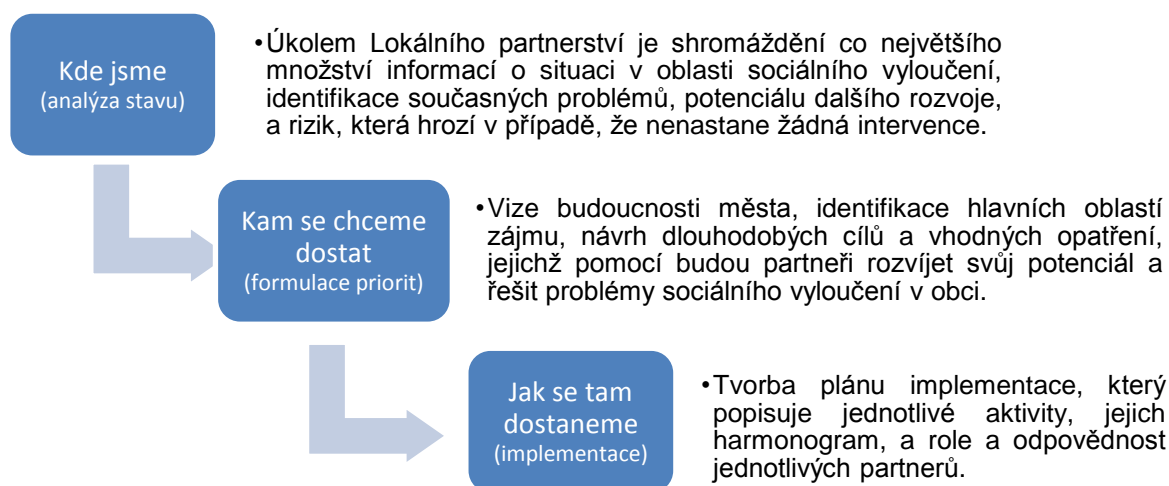 Kde jsme
(analýza stavu)
•Úkolem Lokálního partnerství je shromáždění co největšího
množství informací o situaci v oblasti sociálního vyloučení,
identifikace současných problémů, potenciálu dalšího rozvoje,
a rizik, která hrozí v případě, že nenastane žádná intervence.
Kam se chceme
dostat
(formulace priorit)
•Vize budoucnosti města, identifikace hlavních oblastí
zájmu, návrh dlouhodobých cílů a vhodných opatření,
jejichž pomocí budou partneři rozvíjet svůj potenciál a
řešit problémy sociálního vyloučení v obci.
Jak se tam
dostaneme
(implementace)
•Tvorba plánu implementace, který
popisuje jednotlivé aktivity, jejich
harmonogram, a role a odpovědnost
jednotlivých partnerů.